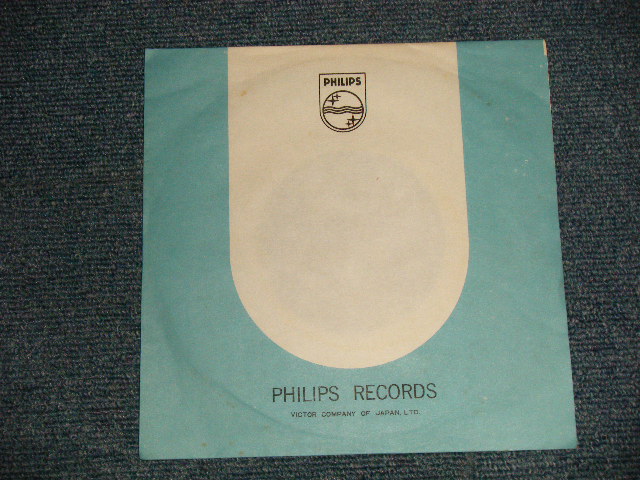 PHILIPS
PHILIPS RECORDS
VICTOR COMPANY OF JAPAN, LTD.